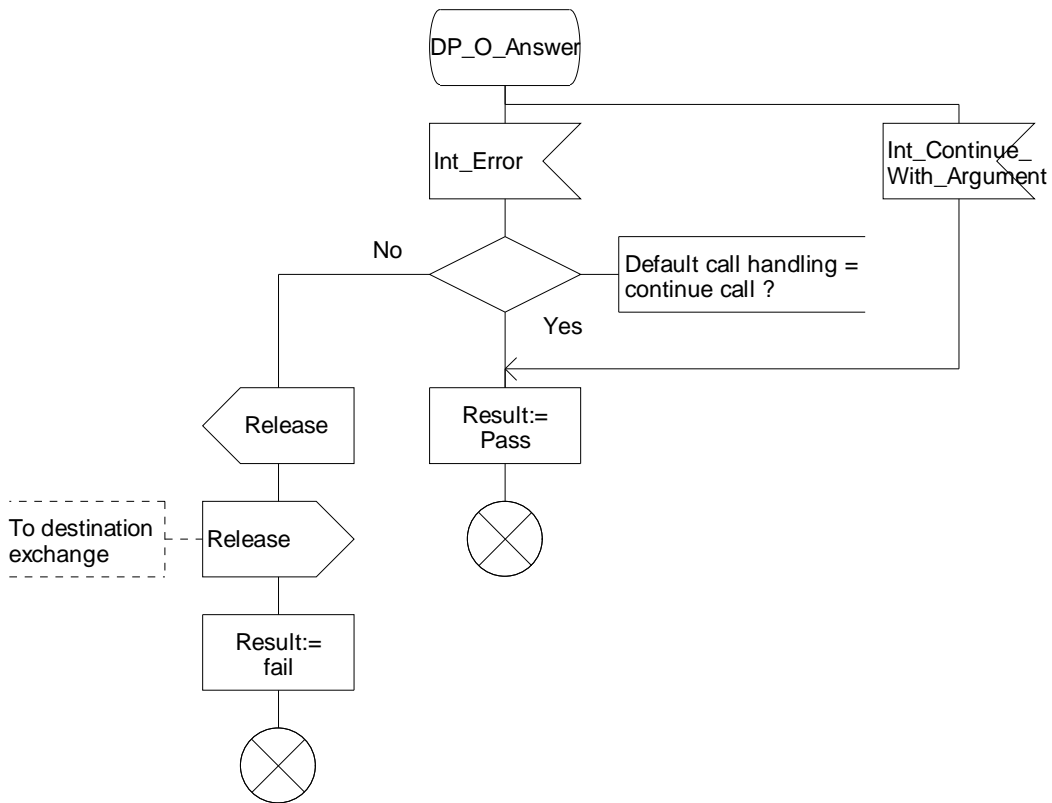 DP_O_Answer
Int_Error
Int_Continue_
With_Argument
No
Default call handling =
continue call ?
Yes
Release
Result:=
Pass
To destination
exchange
Release
Result:=
fail